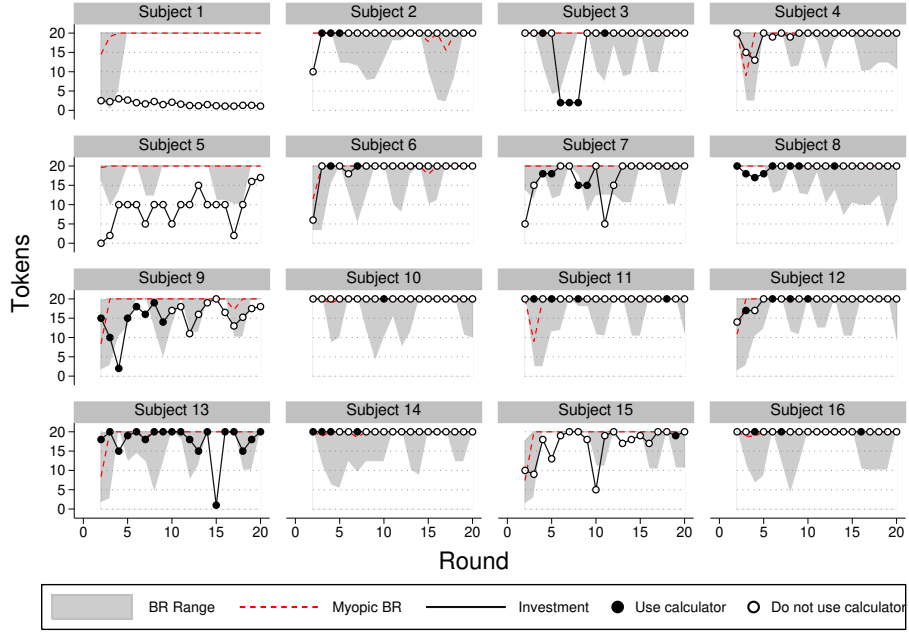 Subject 1 Subject 2 Subject 3 Subject 4
20
15
10
5
0
Subject 5 Subject 6 Subject 7 Subject 8
20
15
10
5
0
Subject 9 Subject 10 Subject 11 Subject 12
20
15
10
5
0
Subject 13 Subject 14 Subject 15 Subject 16
20
15
10
5
0
0 5 10 15 20 0 5 10 15 20 0 5 10 15 20 0 5 10 15 20
Tokens
Round
BR Range Myopic BR Investment Use calculator Do not use calculator